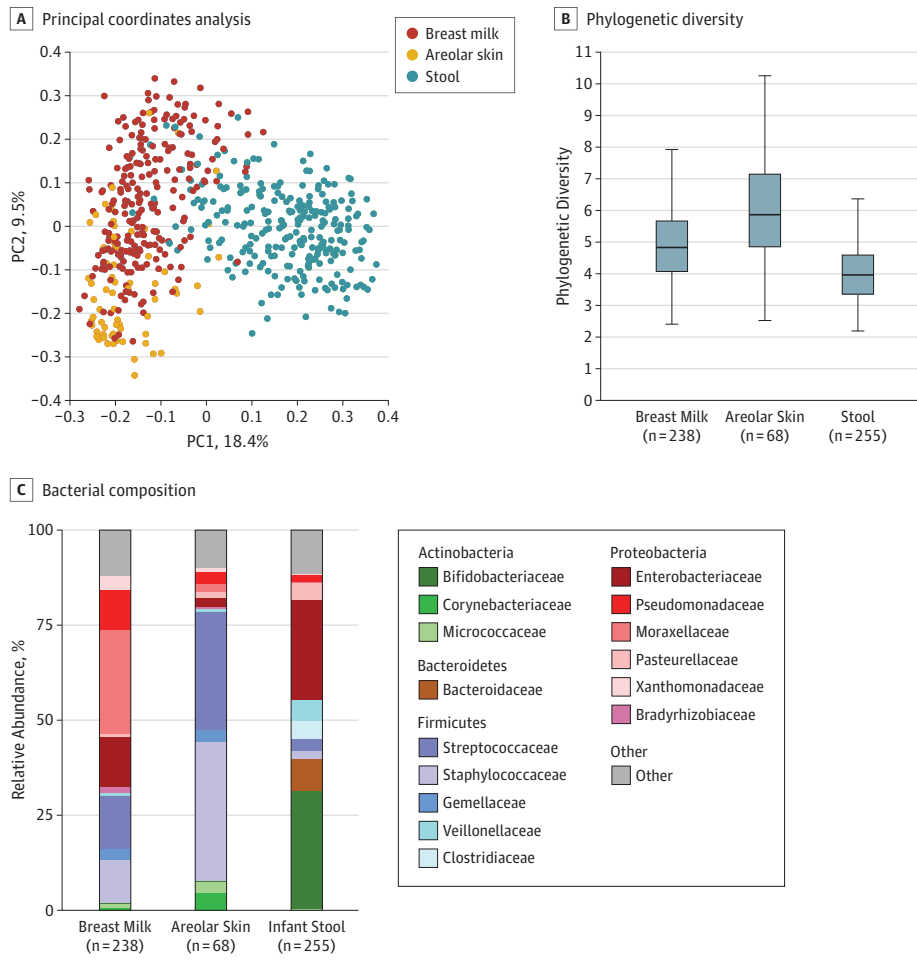 A Principal coordinates analysis
Breast milk
Areolar skin
Stool
0.4
0.3
0.2
0.1
0
−0.1
−0.2
−0.3
−0.4
PC2, 9.5%
−0.3 −0.2 −0.1 0 0.1 0.2 0.3 0.4
PC1, 18.4%
B Phylogenetic diversity
11
10
9
8
7
6
5
4
3
2
1
0
Phylogenetic Diversity
Breast Milk Areolar Skin Stool
(n=238) (n=68) (n=255)
C Bacterial composition
100
75
50
25
0
Relative Abundance, %
Breast Milk Areolar Skin Infant Stool
(n=238) (n=68) (n=255)
Actinobacteria
Bifidobacteriaceae
Corynebacteriaceae
Micrococcaceae
Bacteroidetes
Bacteroidaceae
Firmicutes
Streptococcaceae
Staphylococcaceae
Gemellaceae
Veillonellaceae
Clostridiaceae
Proteobacteria
Enterobacteriaceae
Pseudomonadaceae
Moraxellaceae
Pasteurellaceae
Xanthomonadaceae
Bradyrhizobiaceae
Other
Other